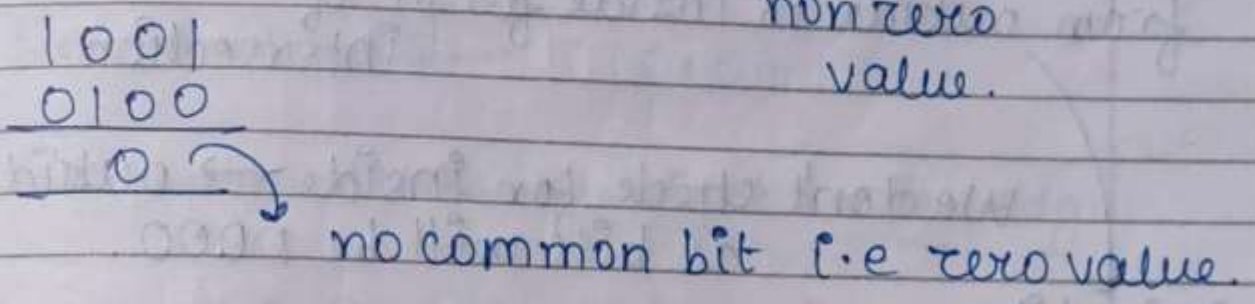 non zero
value.
1001
0100
0
no common bit i.e zero value.